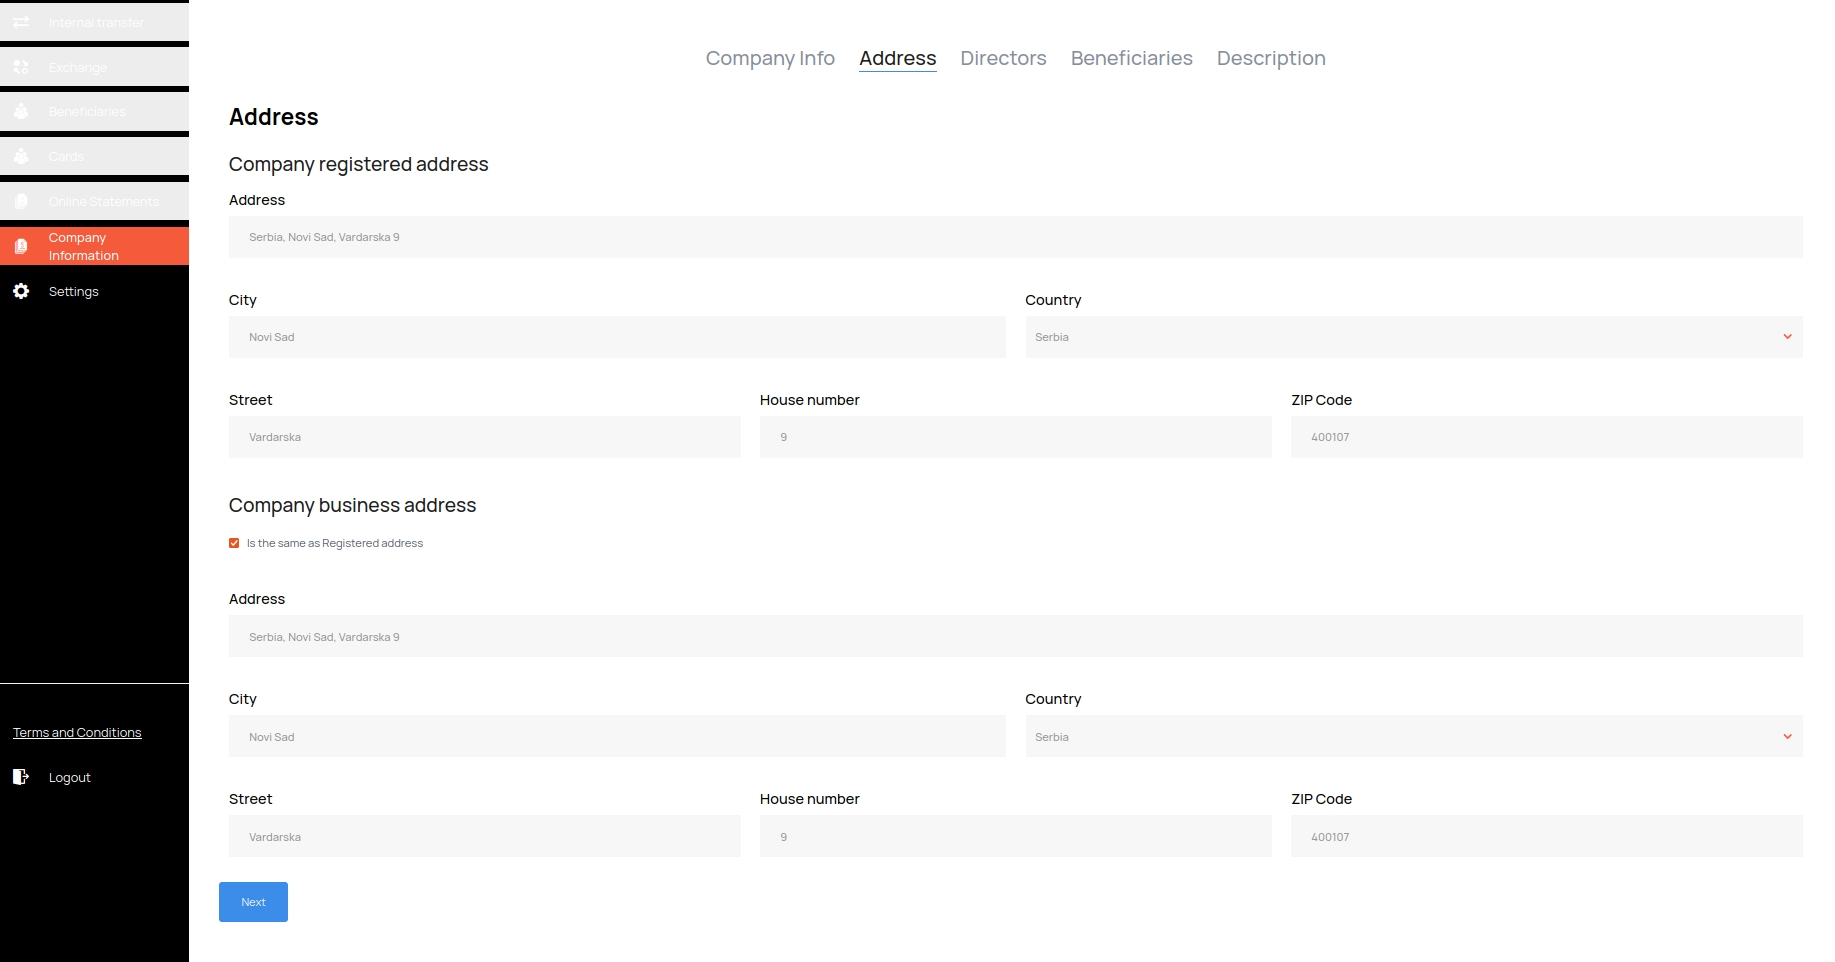 Internal transfer
Exchange
Beneficiaries
Cards
Online Statements
Company
Information
Settings
Terms and Conditions
Logout
Company Info Address Directors Beneficiaries Description
Address
Company registered address
Address
Serbia, Novi Sad, Vardarska 9
City Country
Novi Sad Serbia
Street House number ZIP Code
Vardarska 9 400107
Company business address
Is the same as Registered address
Address
Serbia, Novi Sad, Vardarska 9
City Country
Novi Sad Serbia
Street House number ZIP Code
Vardarska 9 400107
Next